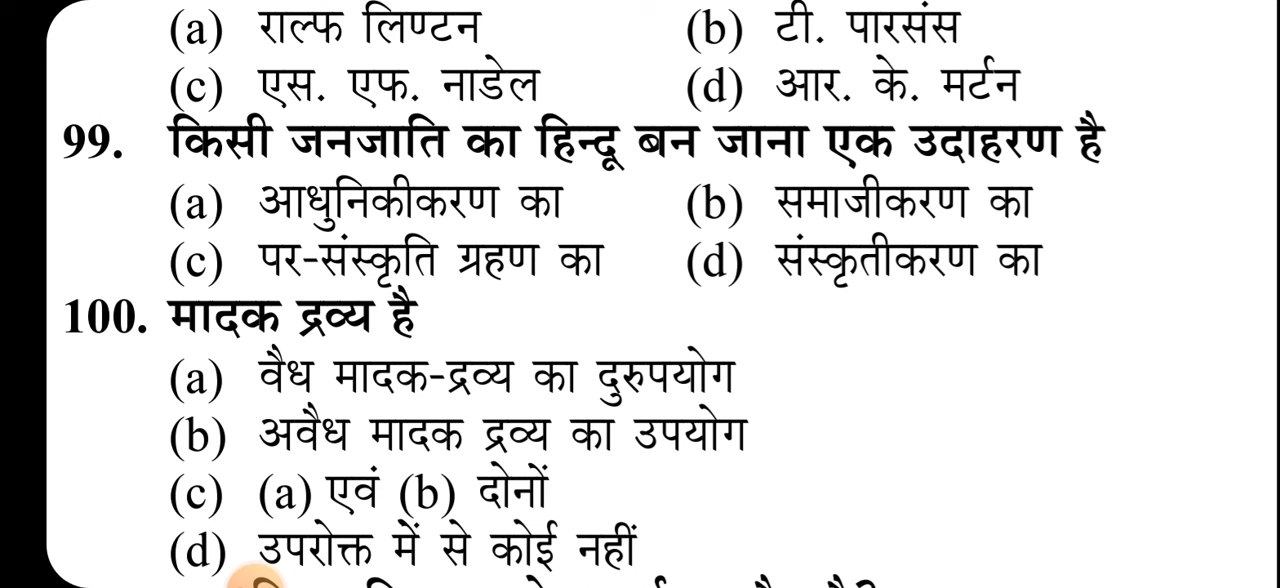 (a) राल्फ लिण्टन (b) टी. पारसंस
(c) एस. एफ. नाडेल (d) आर. के. मर्टन
99. किसी जनजाति का हिन्दू बन जाना एक उदाहरण है
(a) आधुनिकीकरण का (b) समाजीकरण का
(c) पर-संस्कृति ग्रहण का (d) संस्कृतीकरण का
100. मादक द्रव्य है
(a) वैध मादक-द्रव्य का दुरुपयोग
(b) अवैध मादक द्रव्य का उपयोग
(c) (a) एवं (b) दोनों
(d) उपरोक्त में से कोई नहीं